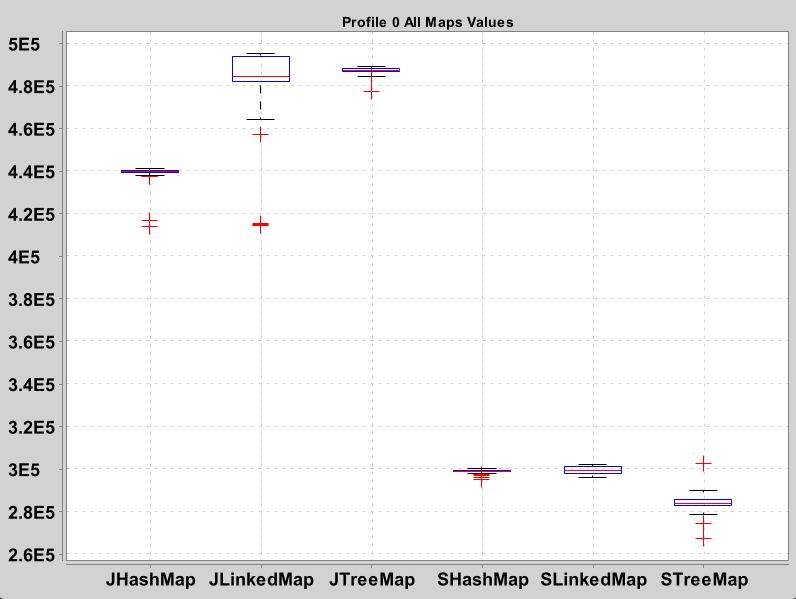 Profile 0 All Maps Values
5E5
4.8E5
4.6E5
4.4E5
4.2E5
4E5
3.8E5
3.6E5
3.4E5
3.2E5
3E5
2.8E5
2.6E5
JHashMap JLinkedMap JTreeMap SHashMap SLinkedMap STreeMap